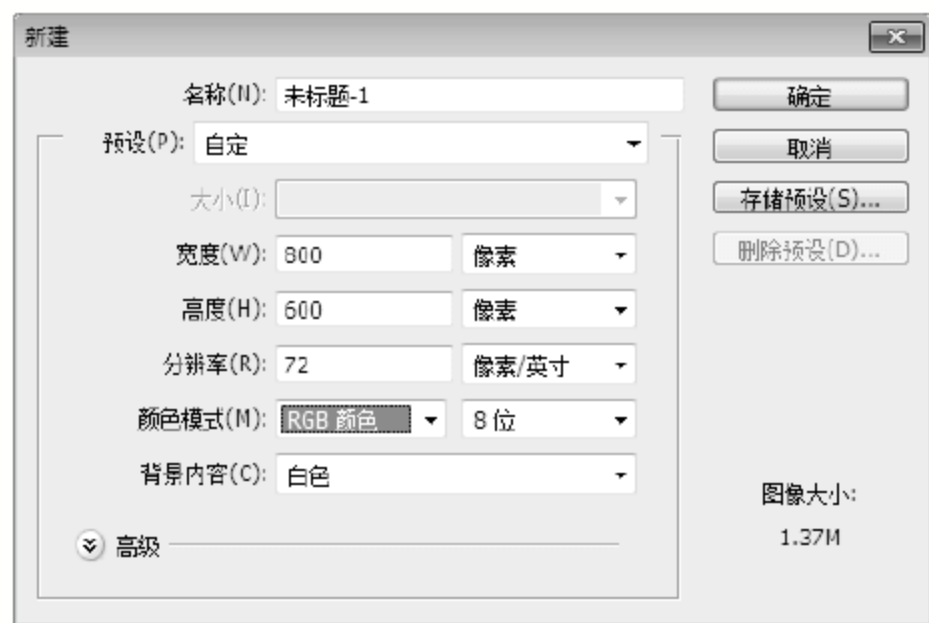 新建
名称(N): 未标题-1
确定
预设(P): 自定
取消
大小(I):
存储预设(S)...
宽度(W): 800 像素
删除预设(D)...
高度(H): 600 像素
分辨率(R): 72 像素/英寸
颜色模式(M): RGB 颜色 8 位
背景内容(C): 白色
图像大小:
1.37M
高级